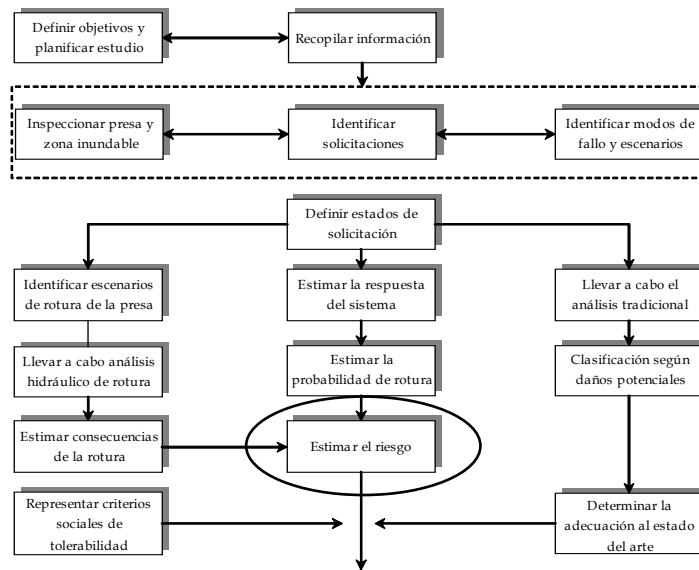 Definir objetivos y
planificar estudio
Recopilar información
Inspeccionar presa y
zona inundable
Identificar
solicitaciones
Identificar modos de
fallo y escenarios
Definir estados de
solicitación
Identificar escenarios
de rotura de la presa
Estimar la respuesta
del sistema
Llevar a cabo el
análisis tradicional
Llevar a cabo análisis
hidráulico de rotura
Estimar la
probabilidad de rotura
Clasificación según
daños potenciales
Estimar consecuencias
de la rotura
Estimar el riesgo
Representar criterios
sociales de
tolerabilidad
Determinar la
adecuación al estado
del arte